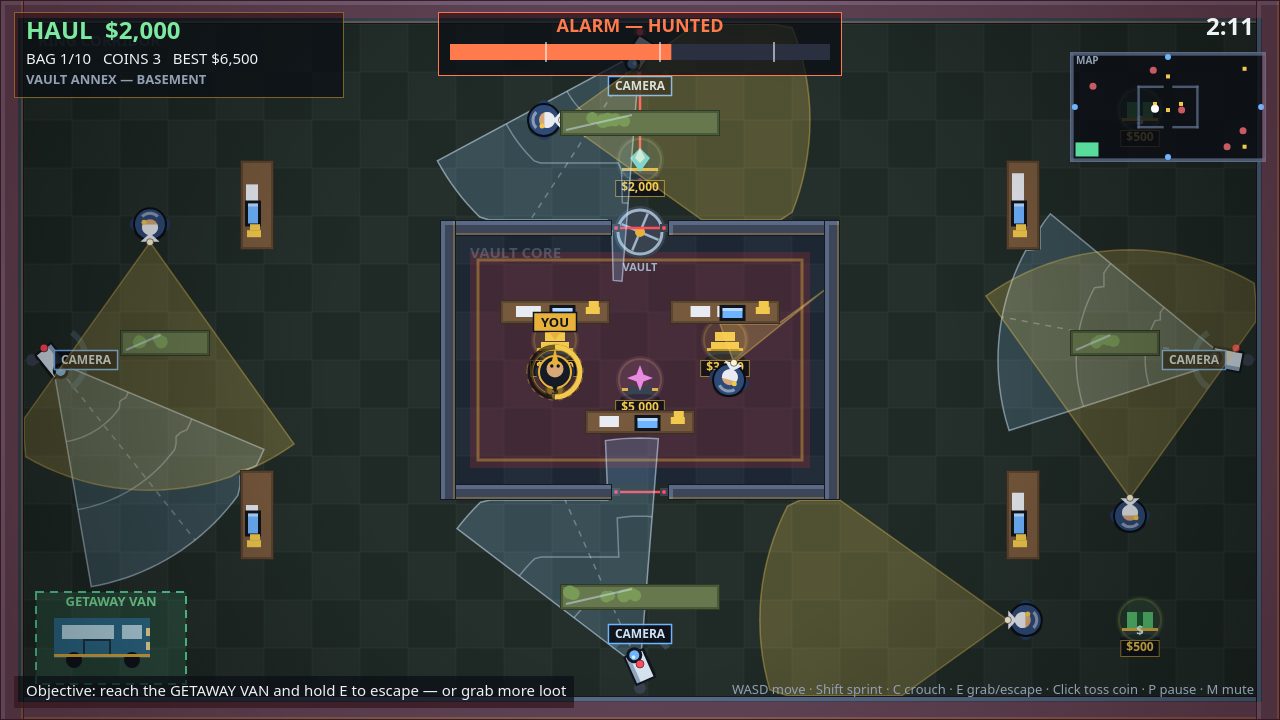 HAUL $2,000
BAG 1/10 COINS 3 BEST $6,500
VAULT ANNEX — BASEMENT
ALARM — HUNTED
2:11
MAP
CAMERA
$500
$2,000
VAULT CORE
VAULT
YOU
CAMERA
CAMERA
$5 000
GETAWAY VAN
CAMERA
$
$500
Objective: reach the GETAWAY VAN and hold E to escape — or grab more loot
WASD move · Shift sprint · C crouch · E grab/escape · Click toss coin · P pause · M mute